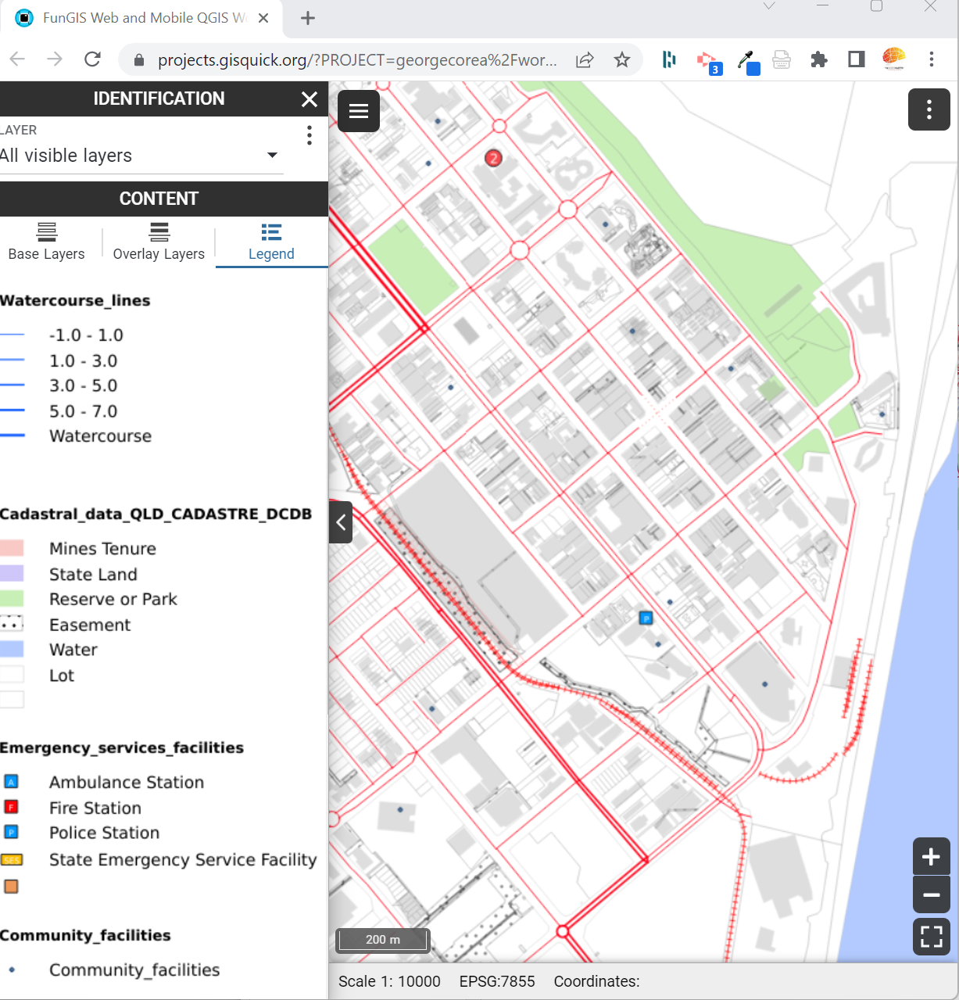 FunGIS Web and Mobile QGIS W
projects.gisquick.org/?PROJECT=georgecorea%2Fwor...
3
IDENTIFICATION
LAYER
All visible layers
CONTENT
Base Layers
Overlay Layers
Legend
Watercourse_lines
-1.0 - 1.0
1.0 - 3.0
3.0 - 5.0
5.0 - 7.0
Watercourse
Cadastral_data_QLD_CADASTRE_DCDB
Mines Tenure
State Land
Reserve or Park
Easement
Water
Lot
Emergency_services_facilities
A Ambulance Station
F Fire Station
P Police Station
SES State Emergency Service Facility
Community_facilities
Community_facilities
2
P
200 m
Scale 1: 10000 EPSG:7855 Coordinates: